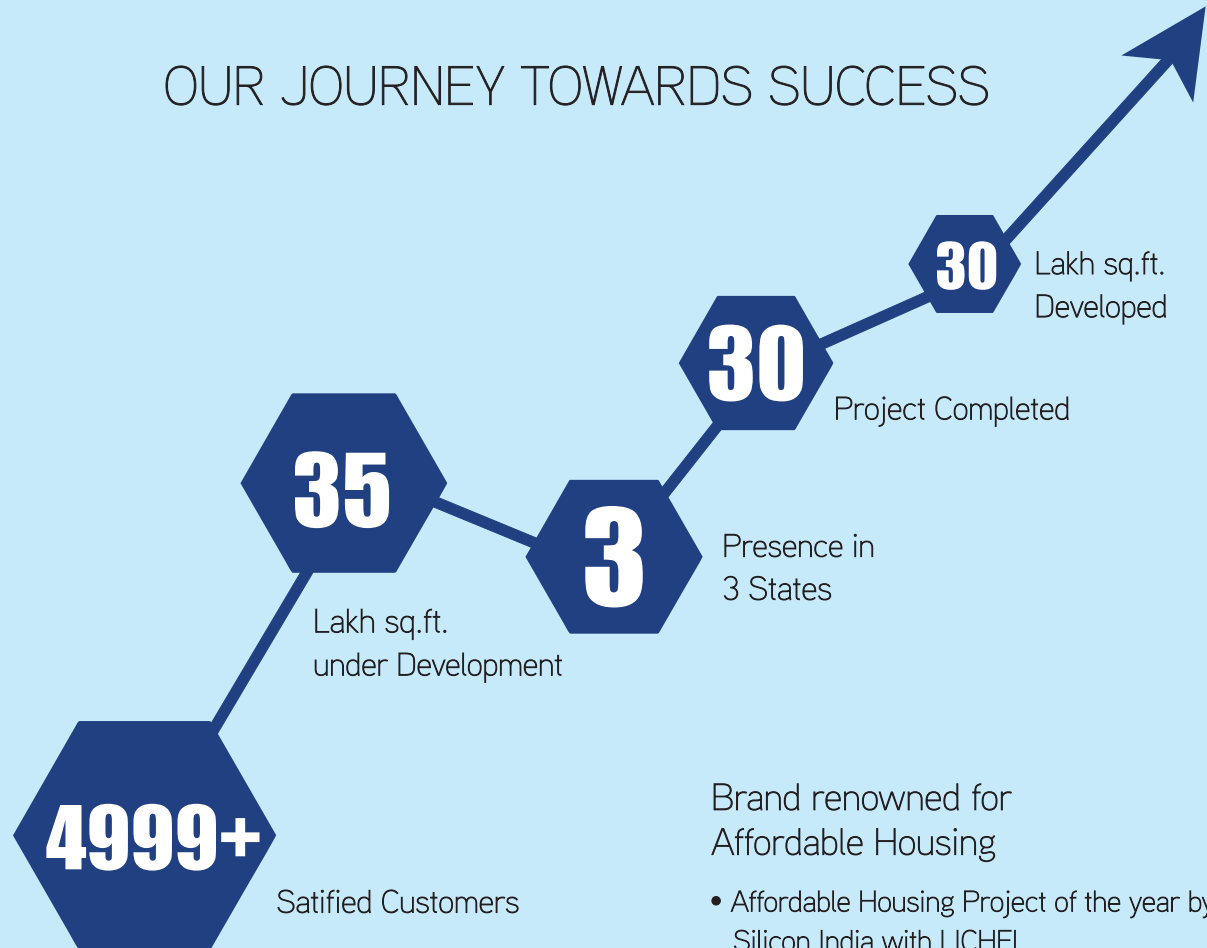 OUR JOURNEY TOWARDS SUCCESS
30
Lakh sq.ft.
Developed
30
Project Completed
35
Lakh sq.ft.
under Development
3
Presence in
3 States
4999+
Satified Customers
Brand renowned for
Affordable Housing
• Affordable Housing Project of the year by
Silicon India with LICHFL